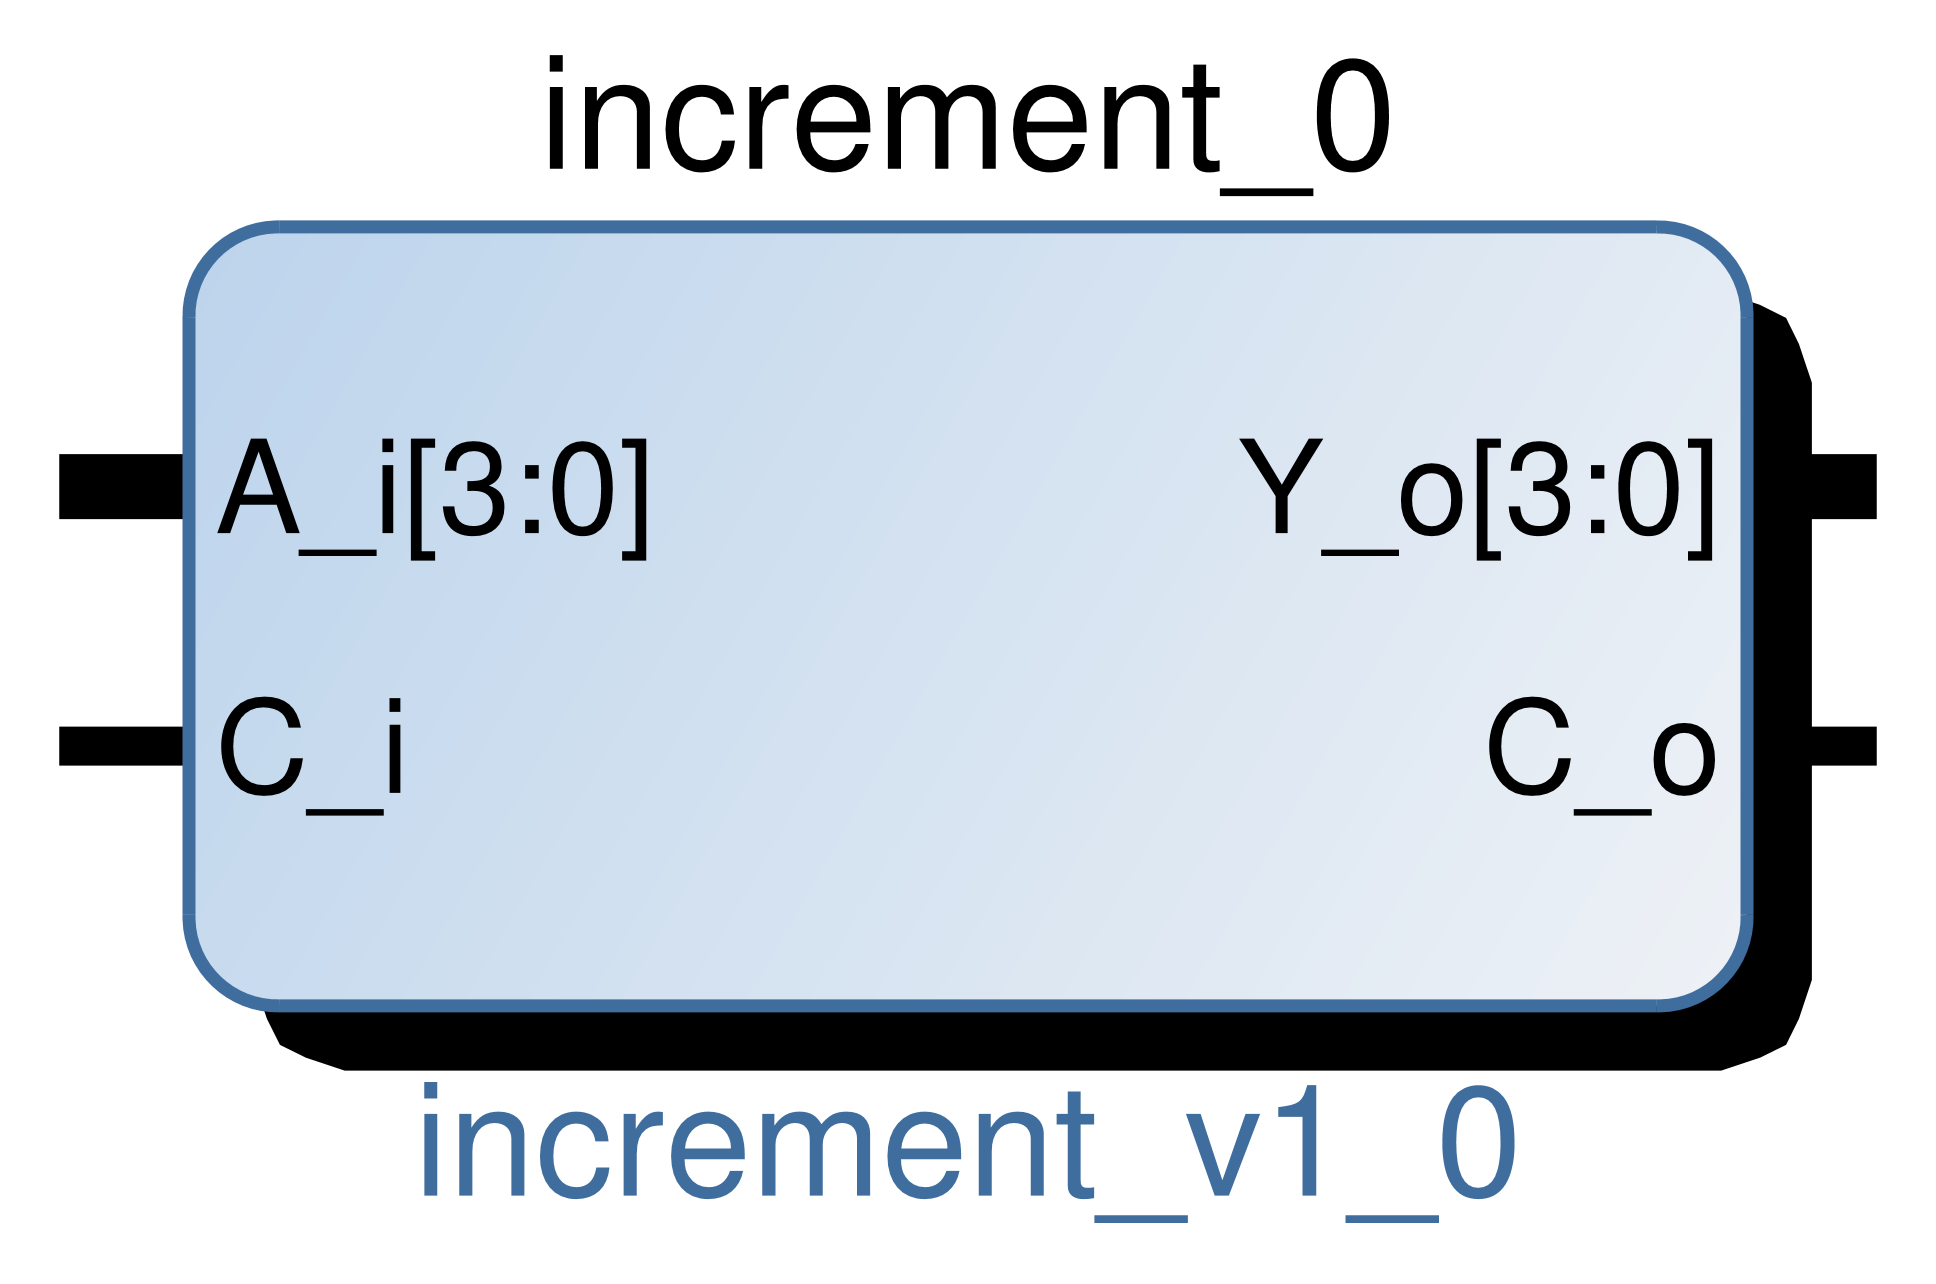 increment_0
A_i[3:0]
Y_o[3:0]
C_i
C_o
increment_v1_0